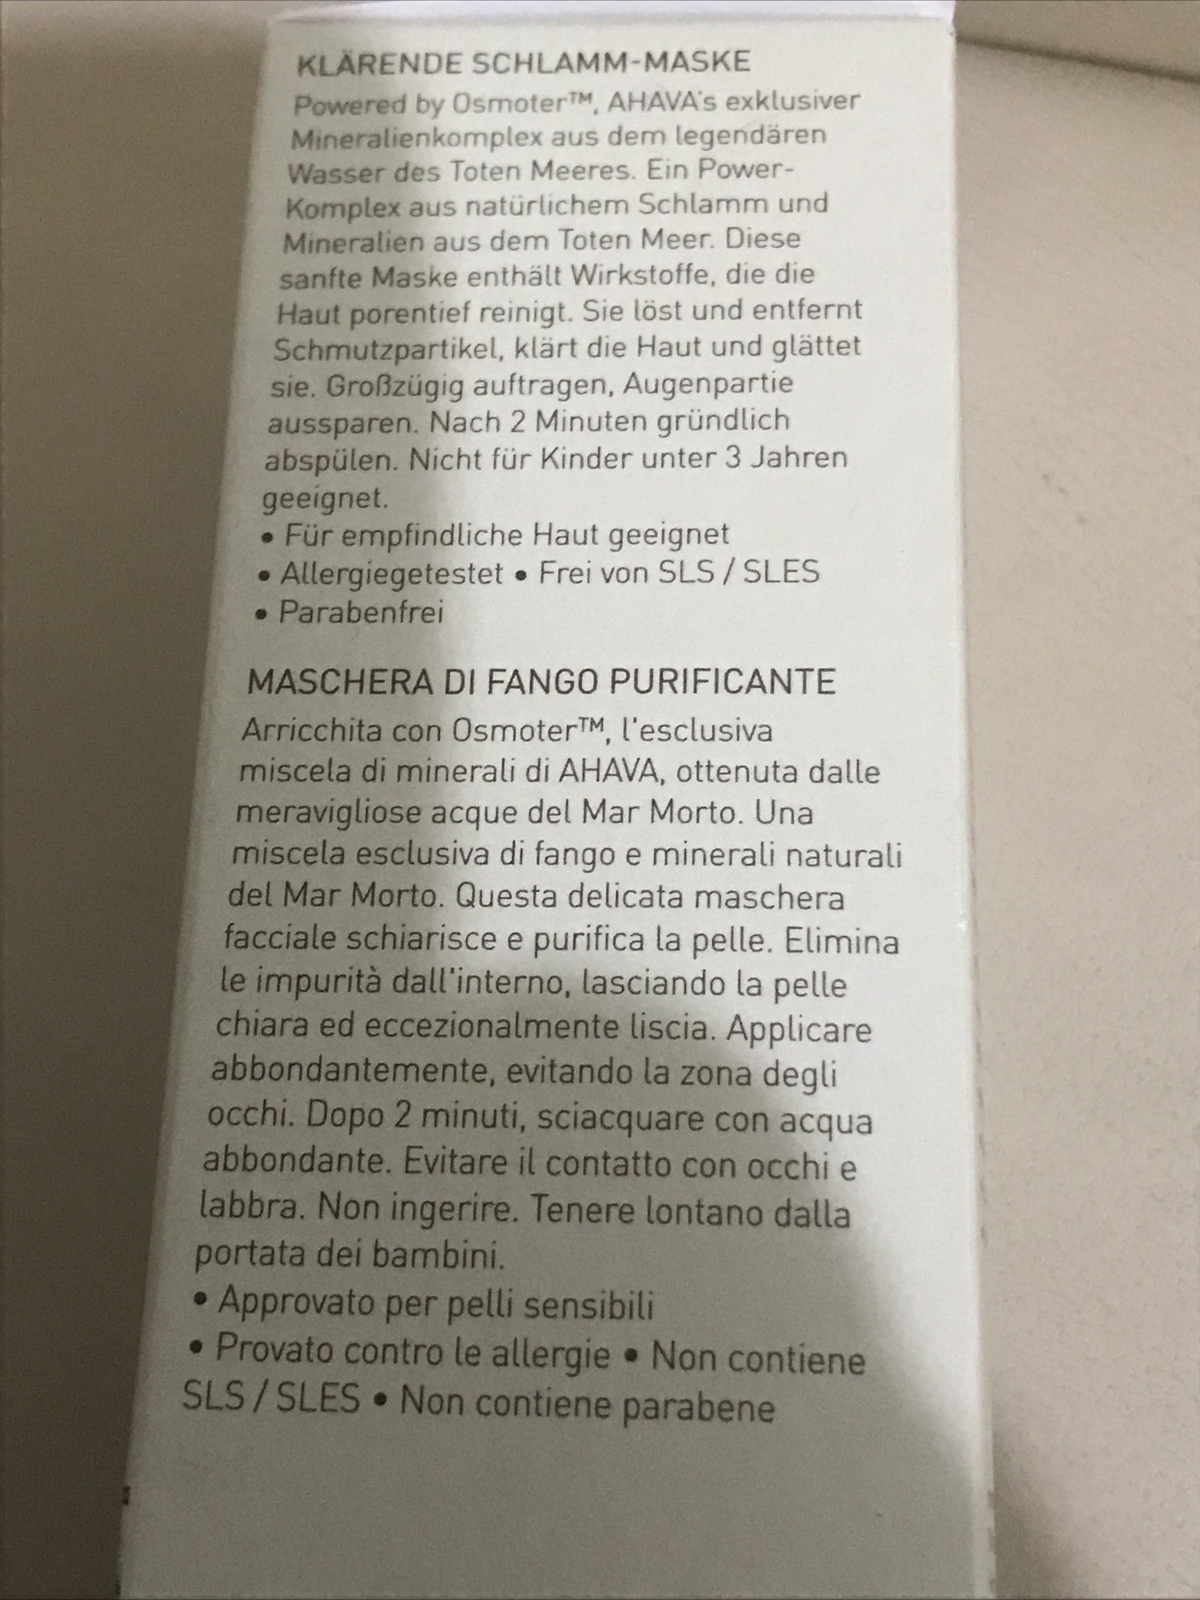 KLÄRENDE SCHLAMM-MASKE
Powered by Osmoter™, AHAVA's exklusiver
Mineralienkomplex aus dem legendären
Wasser des Toten Meeres. Ein Power-
Komplex aus natürlichem Schlamm und
Mineralien aus dem Toten Meer. Diese
sanfte Maske enthält Wirkstoffe, die die
Haut porentief reinigt. Sie löst und entfernt
Schmutzpartikel, klärt die Haut und glättet
sie. Großzügig auftragen, Augenpartie
aussparen. Nach 2 Minuten gründlich
abspülen. Nicht für Kinder unter 3 Jahren
geeignet.
• Für empfindliche Haut geeignet
• Allergiegetestet • Frei von SLS / SLES
• Parabenfrei
MASCHERA DI FANGO PURIFICANTE
Arricchita con Osmoter™, l'esclusiva
miscela di minerali di AHAVA, ottenuta dalle
meravigliose acque del Mar Morto. Una
miscela esclusiva di fango e minerali naturali
del Mar Morto. Questa delicata maschera
facciale schiarisce e purifica la pelle. Elimina
le impurità dall'interno, lasciando la pelle
chiara ed eccezionalmente liscia. Applicare
abbondantemente, evitando la zona degli
occhi. Dopo 2 minuti, sciacquare con acqua
abbondante. Evitare il contatto con occhi e
labbra. Non ingerire. Tenere lontano dalla
portata dei bambini.
• Approvato per pelli sensibili
• Provato contro le allergie • Non contiene
SLS / SLES • Non contiene parabene